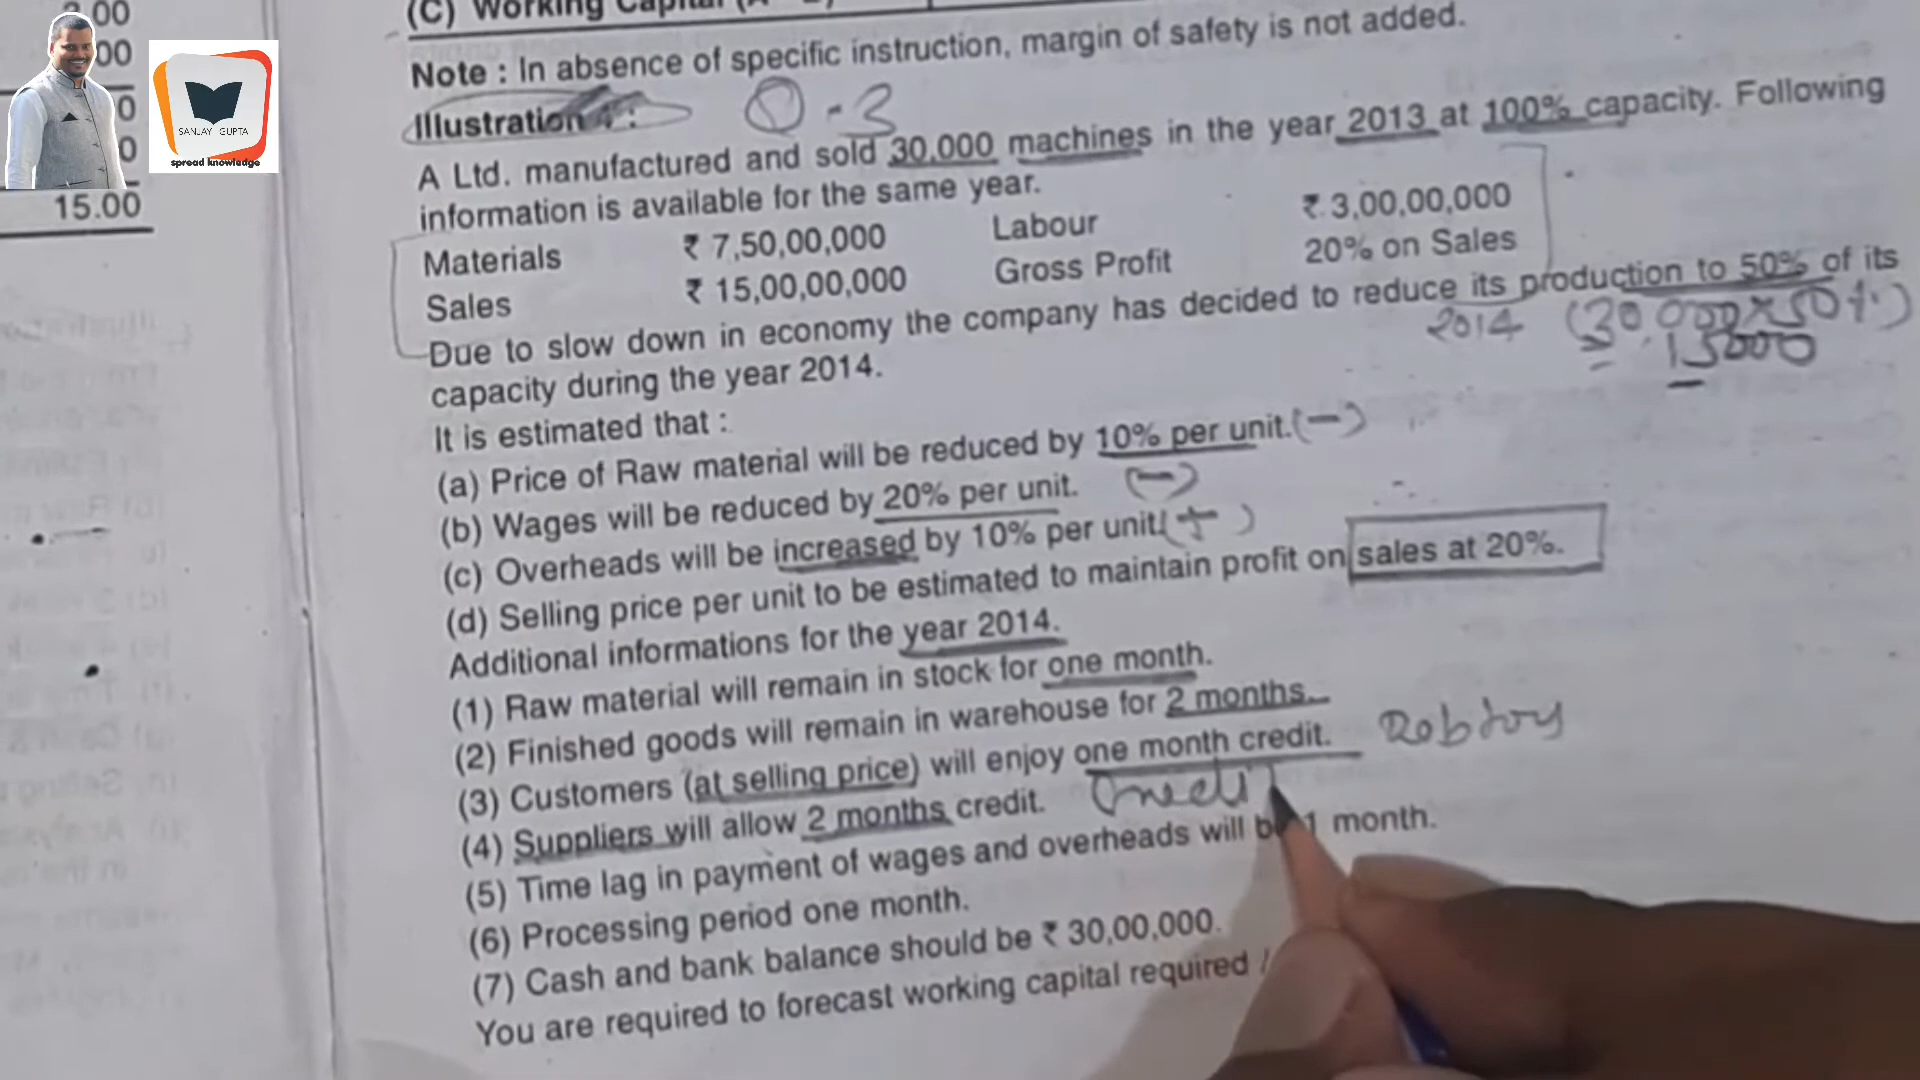 (C) Working Capital
Note : In absence of specific instruction, margin of safety is not added.
Illustration 4 : Q - 3
A Ltd. manufactured and sold 30,000 machines in the year 2013 at 100% capacity. Following
information is available for the same year.
Materials ₹ 7,50,00,000 Labour ₹ 3,00,00,000
Sales ₹ 15,00,00,000 Gross Profit 20% on Sales
Due to slow down in economy the company has decided to reduce its production to 50% of its
2014 (30,000×50%)
15000
capacity during the year 2014.
It is estimated that :
(a) Price of Raw material will be reduced by 10% per unit. (−)
(b) Wages will be reduced by 20% per unit. (−)
(c) Overheads will be increased by 10% per unit. (+)
(d) Selling price per unit to be estimated to maintain profit on sales at 20%.
Additional informations for the year 2014.
(1) Raw material will remain in stock for one month.
(2) Finished goods will remain in warehouse for 2 months.
(3) Customers (at selling price) will enjoy one month credit.
(4) Suppliers will allow 2 months credit.
(5) Time lag in payment of wages and overheads will be 1 month.
(6) Processing period one month.
(7) Cash and bank balance should be ₹ 30,00,000.
You are required to forecast working capital required
15.00
SANJAY GUPTA
spread knowledge